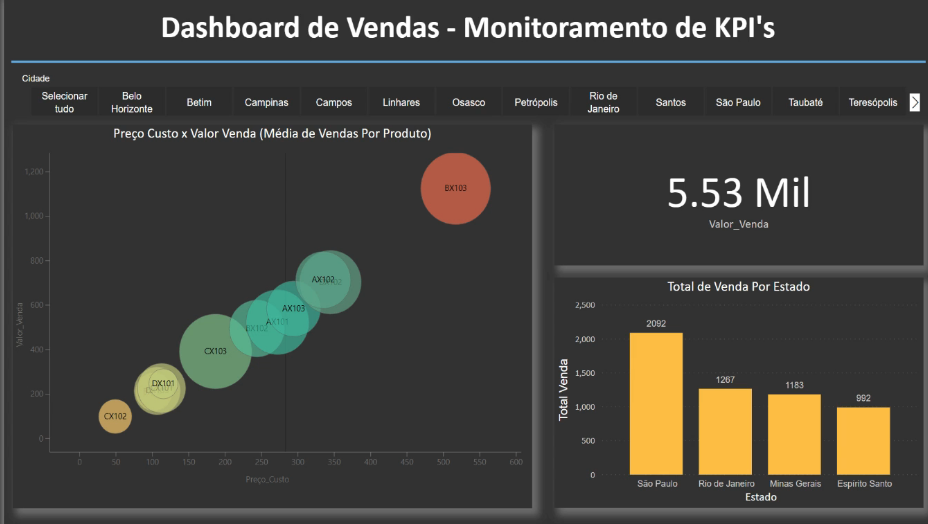 Dashboard de Vendas - Monitoramento de KPI's
Cidade
Selecionar tudo
Belo Horizonte
Betim
Campinas
Campos
Linhares
Osasco
Petrópolis
Rio de Janeiro
Santos
São Paulo
Taubaté
Teresópolis
Preço Custo x Valor Venda (Média de Vendas Por Produto)
Valor_Venda
1,200
1,000
800
600
400
200
0
BX103
AX102
AX103
AX101
CX103
DX101
CX102
0
50
100
150
200
250
300
350
400
450
500
550
600
Preço_Custo
5.53 Mil
Valor_Venda
Total de Venda Por Estado
Total Venda
2,500
2,000
1,500
1,000
500
0
2092
1267
1183
992
São Paulo
Rio de Janeiro
Minas Gerais
Espírito Santo
Estado